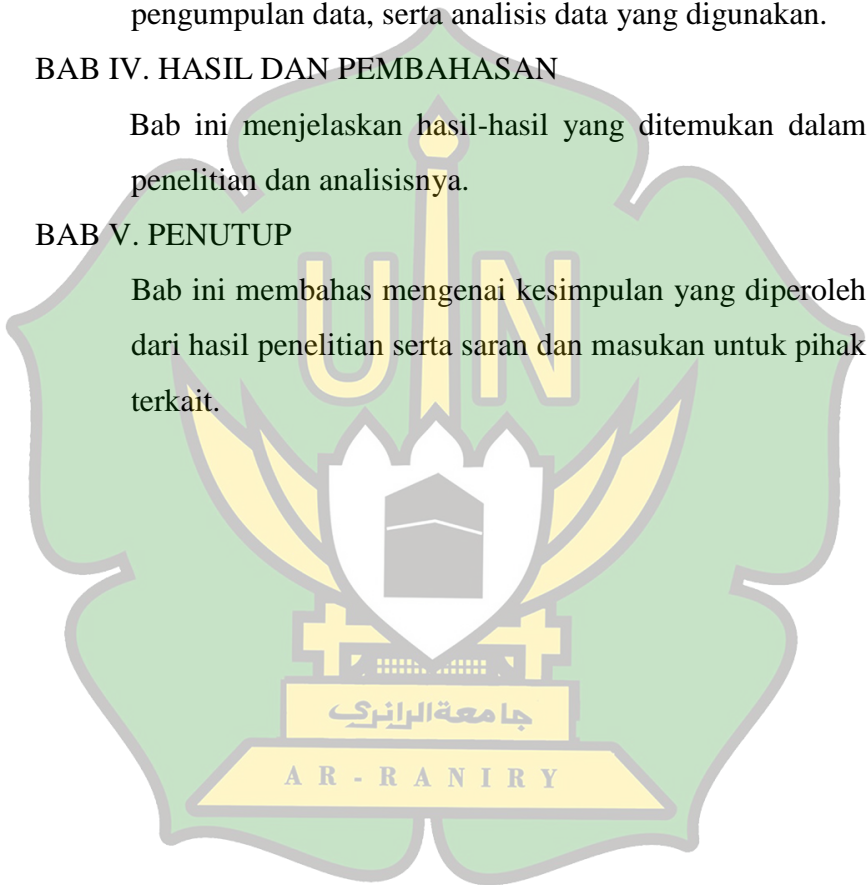 pengumpulan data, serta analisis data yang digunakan.
BAB IV. HASIL DAN PEMBAHASAN
Bab ini menjelaskan hasil-hasil yang ditemukan dalam
penelitian dan analisisnya.
BAB V. PENUTUP
Bab ini membahas mengenai kesimpulan yang diperoleh
dari hasil penelitian serta saran dan masukan untuk pihak
terkait.
UIN
جامعة الرانري
AR-RANIRY